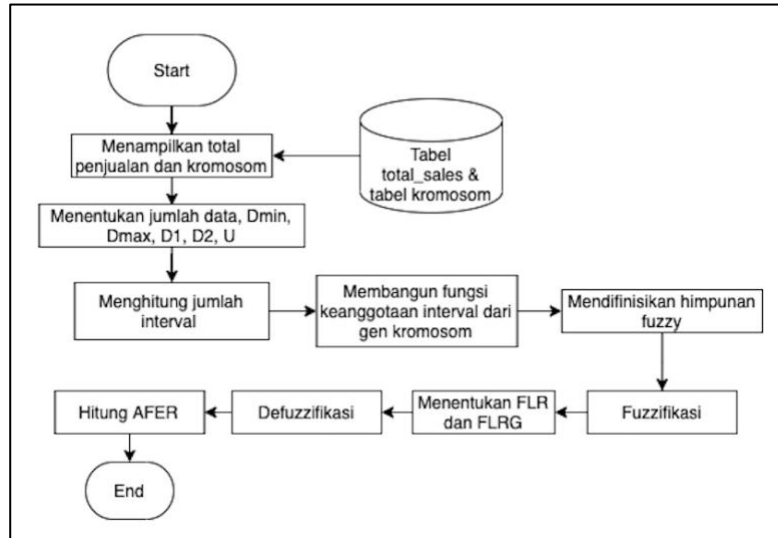 Start
Menampilkan total
penjualan dan kromosom
Tabel
total_sales &
tabel kromosom
Menentukan jumlah data, Dmin,
Dmax, D1, D2, U
Menghitung jumlah
interval
Membangun fungsi
keanggotaan interval dari
gen kromosom
Mendifinisikan himpunan
fuzzy
Fuzzifikasi
Menentukan FLR
dan FLRG
Defuzzifikasi
Hitung AFER
End